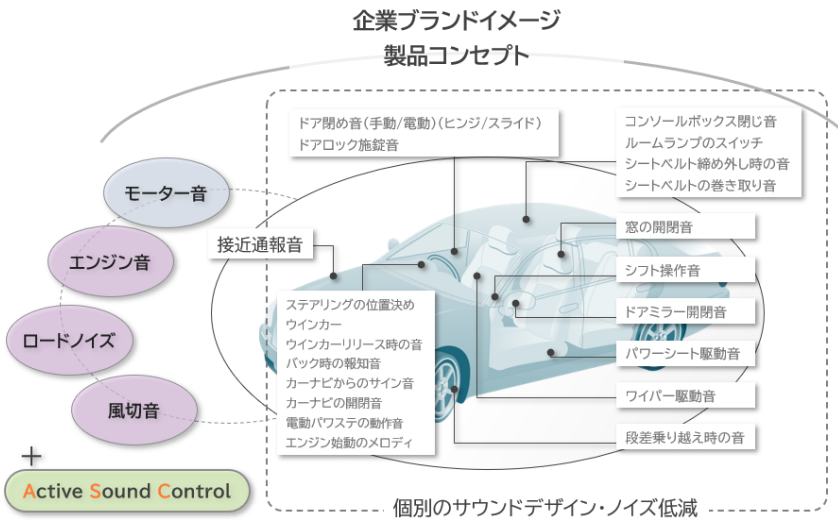 企業ブランドイメージ
製品コンセプト
ドア閉め音(手動/電動)(ヒンジ/スライド)
ドアロック施錠音
コンソールボックス閉じ音
ルームランプのスイッチ
シートベルト締め外し時の音
シートベルトの巻き取り音
モーター音
エンジン音
ロードノイズ
風切音
接近通報音
窓の開閉音
シフト操作音
ドアミラー開閉音
パワーシート駆動音
ワイパー駆動音
段差乗り越え時の音
ステアリングの位置決め
ウインカー
ウインカーリリース時の音
バック時の報知音
カーナビからのサイン音
カーナビの開閉音
電動パワステの動作音
エンジン始動のメロディ
+
Active Sound Control
個別のサウンドデザイン・ノイズ低減